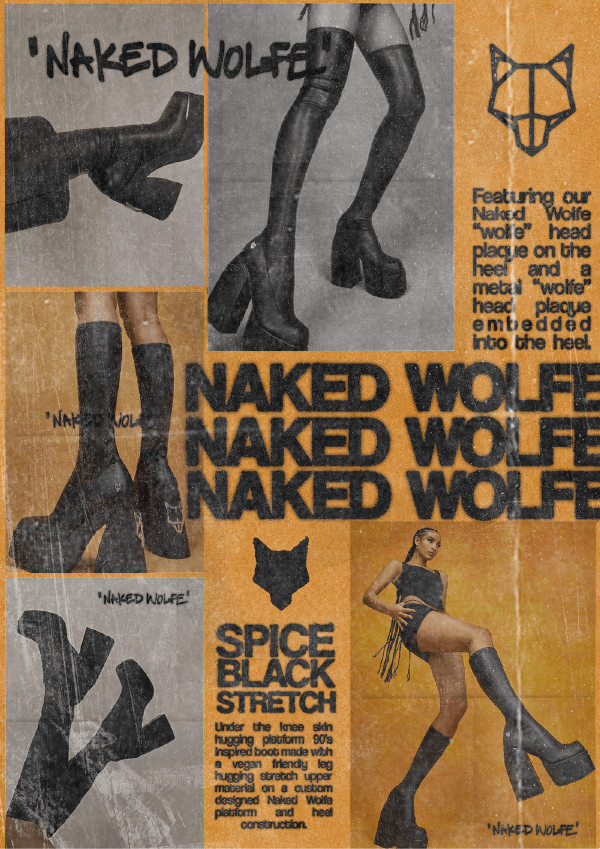 "NAKED WOLFE"
Featuring our
Naked Wolfe
"wolfe" head
plaque on the
heel and a
metal "wolfe"
head plaque
embedded
into the heel.
NAKED WOLFE
NAKED WOLFE
NAKED WOLFE
"NAKED WOL
"NAKED WOLFE"
SPICE
BLACK
STRETCH
Under the knee skin
hugging platform 90's
inspired boot made with
a vegan friendly leg
hugging stretch upper
material on a custom
designed Naked Wolfe
platform and heel
construction.
"NAKED WOLFE"